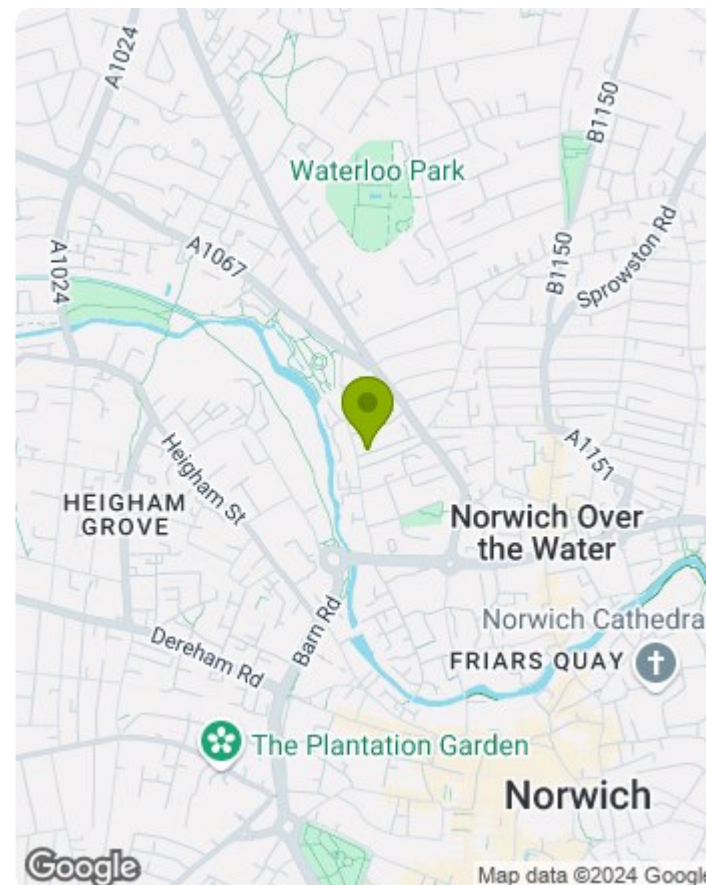 A1024
B1150
Waterloo Park
Sprowston Rd
A1067
A1024
B1150
A1151
Heigham St
HEIGHAM
GROVE
Norwich Over
the Water
Barn Rd
Norwich Cathedra
Dereham Rd
FRIARS QUAY
The Plantation Garden
Norwich
Google
Map data ©2024 Google